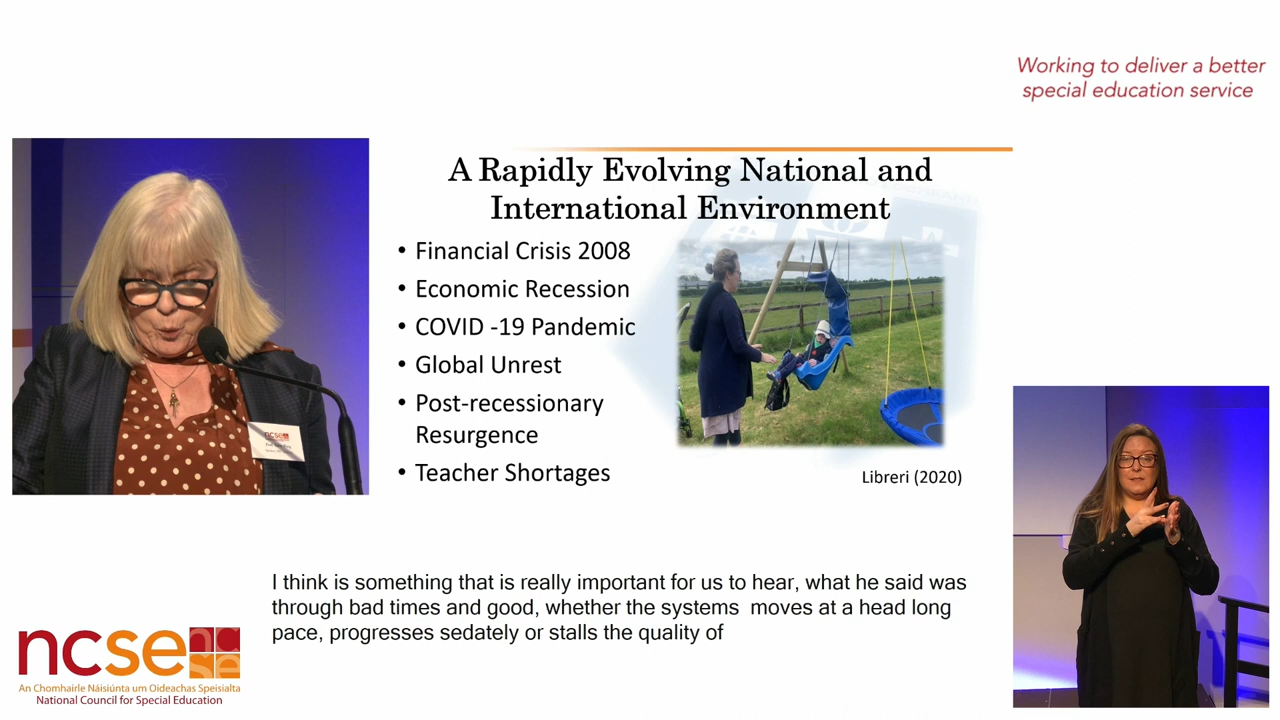 Working to deliver a better
special education service
A Rapidly Evolving National and
International Environment
• Financial Crisis 2008
• Economic Recession
• COVID -19 Pandemic
• Global Unrest
• Post-recessionary
Resurgence
• Teacher Shortages
Libreri (2020)
ncse
I think is something that is really important for us to hear, what he said was
through bad times and good, whether the systems  moves at a head long
pace, progresses sedately or stalls the quality of
ncse
nc
se
An Chomhairle Náisiúnta um Oideachas Speisialta
National Council for Special Education